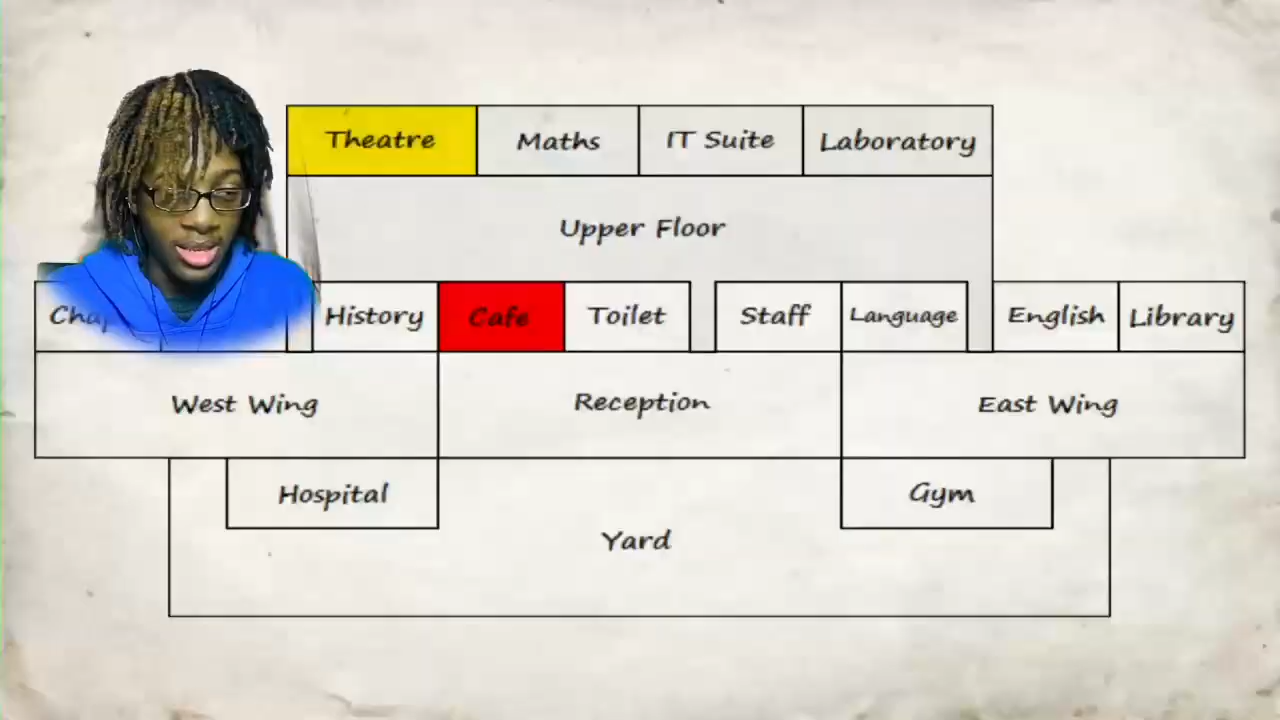 Theatre
Maths
IT Suite
Laboratory
Upper Floor
History
Cafe
Toilet
Staff
Language
English
Library
West Wing
Reception
East Wing
Hospital
Gym
Yard